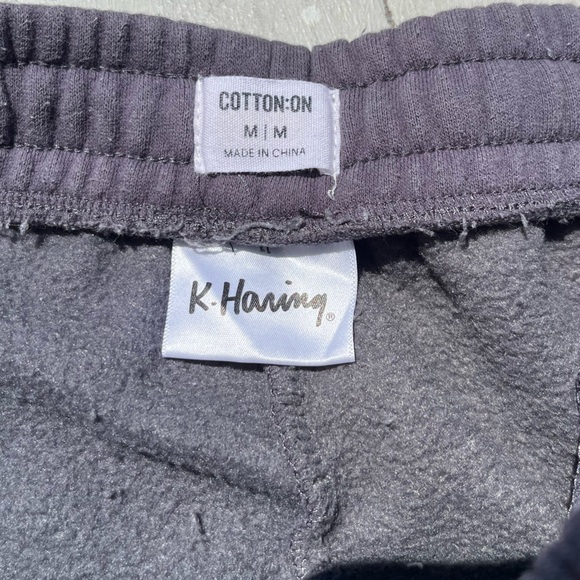 COTTON:ON
M | M
MADE IN CHINA
K. Haring®